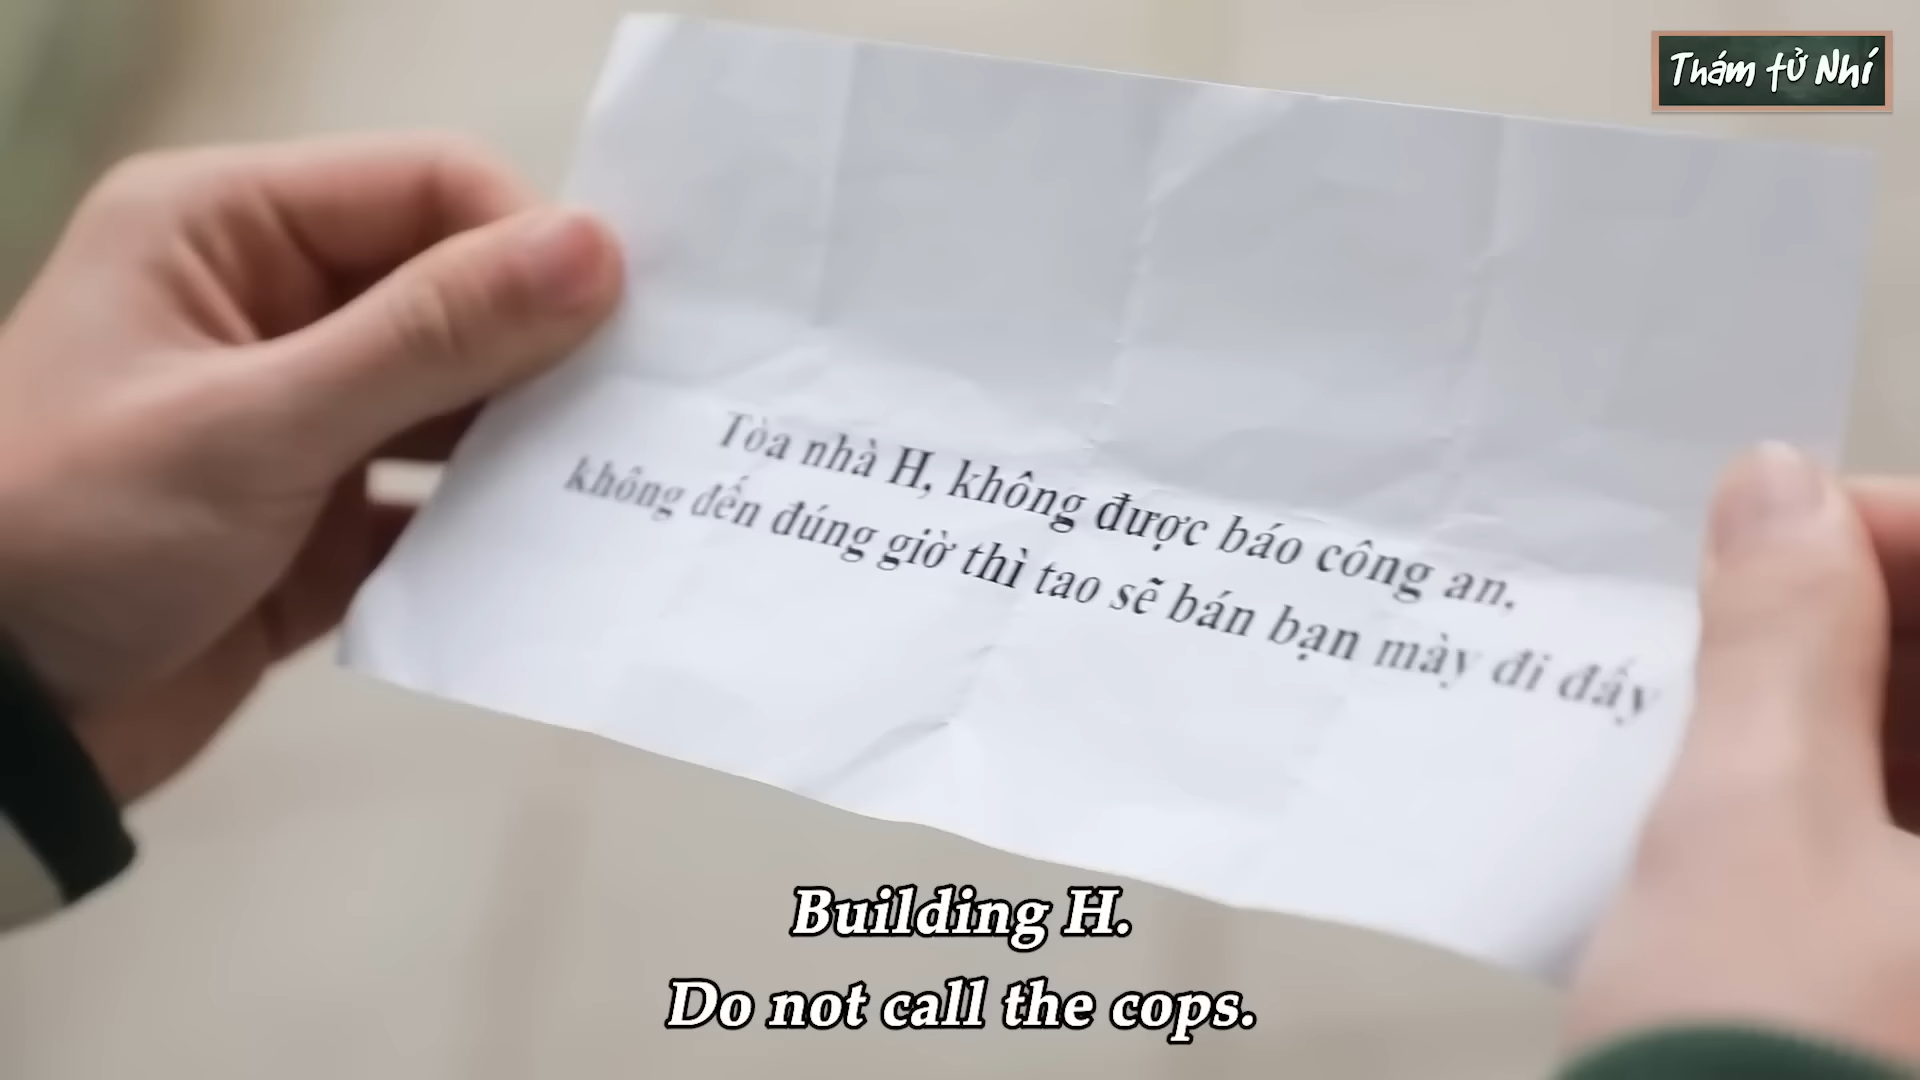 Thám tử Nhí
Tòa nhà H, không được báo công an.
không đến đúng giờ thì tao sẽ bán bạn mày đi đấy
Building H.
Do not call the cops.